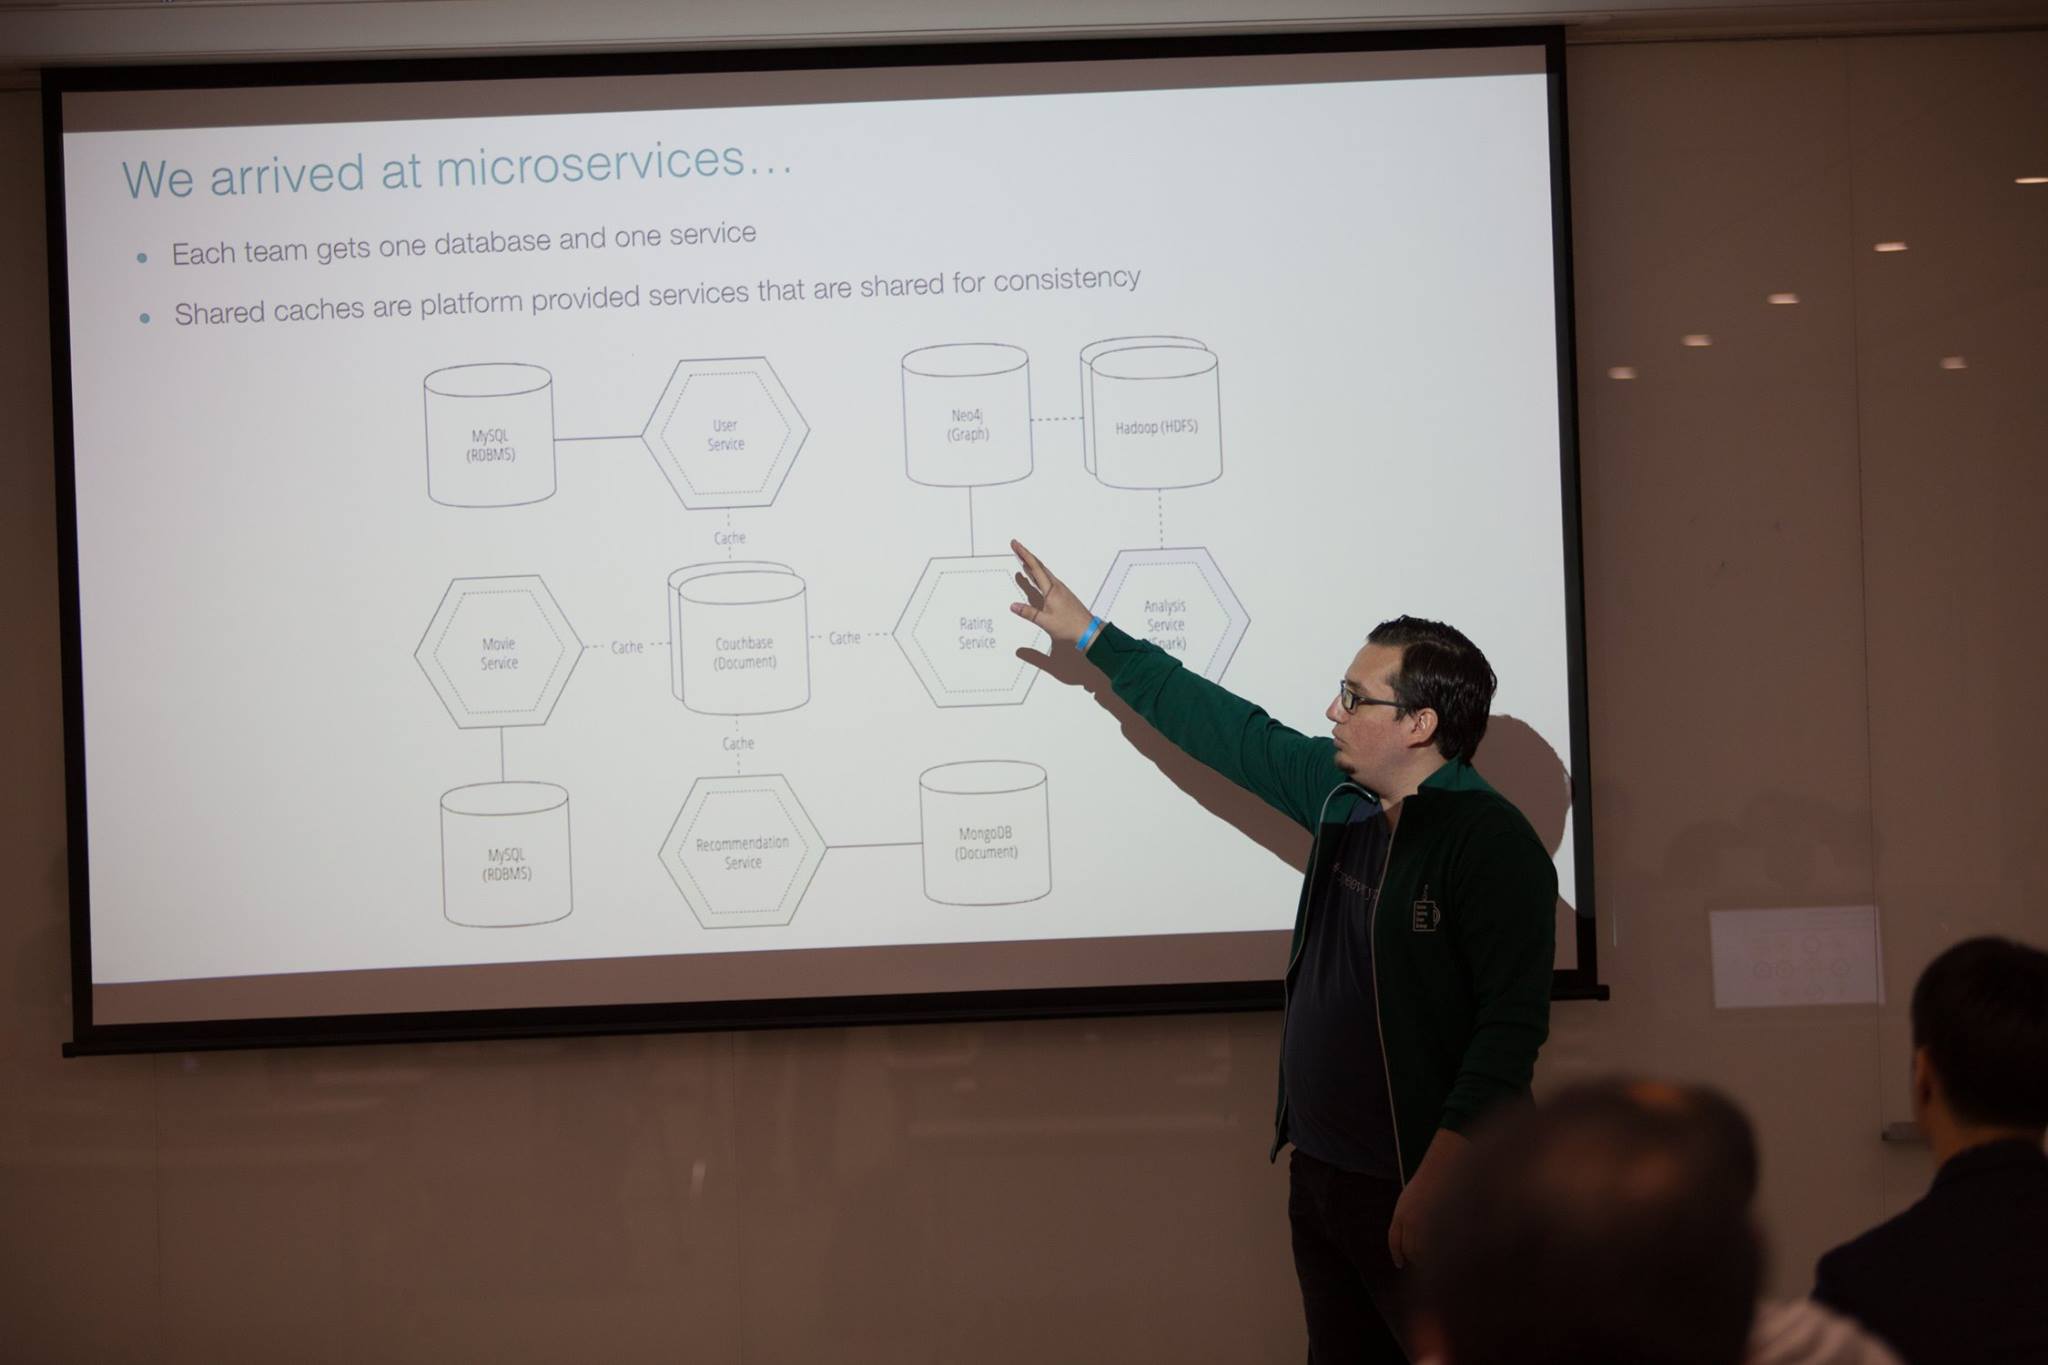 We arrived at microservices...
Each team gets one database and one service
Shared caches are platform provided services that are shared for consistency
MySQL
(RDBMS)
User
Service
Neo4j
(Graph)
Hadoop (HDFS)
Cache
Movie
Service
Cache
Couchbase
(Document)
Cache
Rating
Service
Analysis
Service
Cache
MySQL
(RDBMS)
Recommendation
Service
MongoDB
(Document)